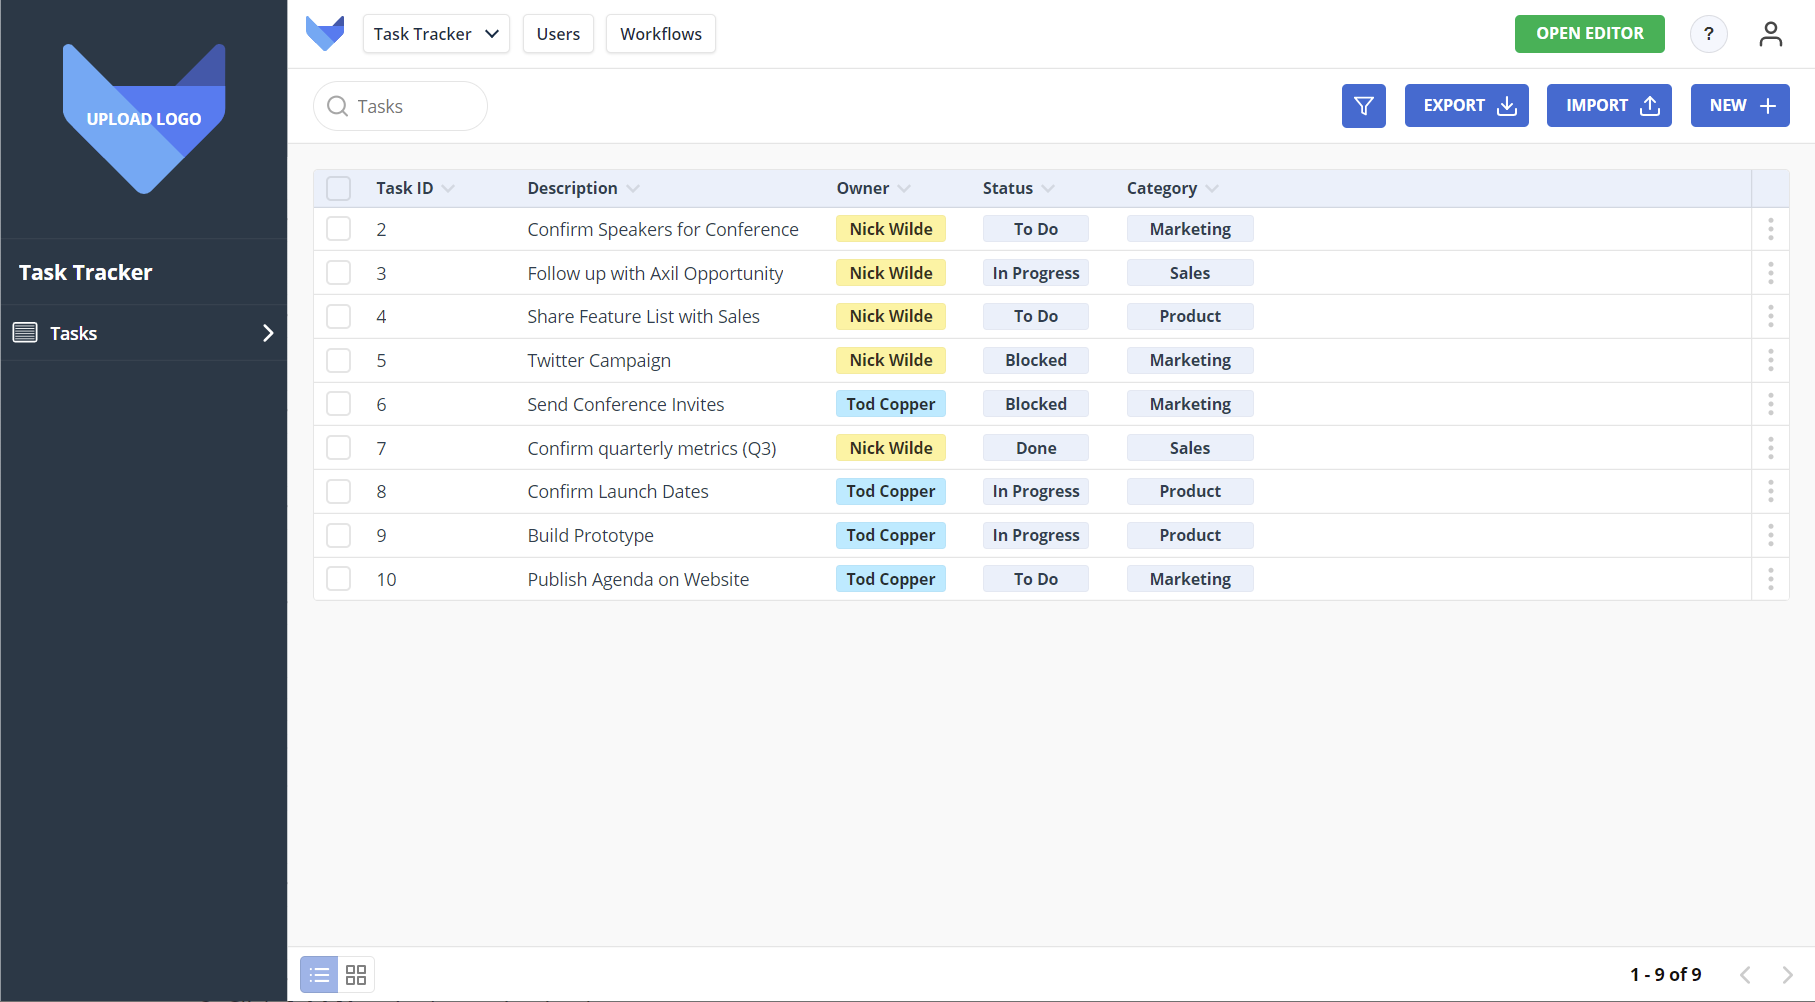 UPLOAD LOGO
Task Tracker
Tasks
Task Tracker Users Workflows OPEN EDITOR ?
Tasks EXPORT IMPORT NEW
Task ID Description Owner Status Category
2 Confirm Speakers for Conference Nick Wilde To Do Marketing
3 Follow up with Axil Opportunity Nick Wilde In Progress Sales
4 Share Feature List with Sales Nick Wilde To Do Product
5 Twitter Campaign Nick Wilde Blocked Marketing
6 Send Conference Invites Tod Copper Blocked Marketing
7 Confirm quarterly metrics (Q3) Nick Wilde Done Sales
8 Confirm Launch Dates Tod Copper In Progress Product
9 Build Prototype Tod Copper In Progress Product
10 Publish Agenda on Website Tod Copper To Do Marketing
1 - 9 of 9